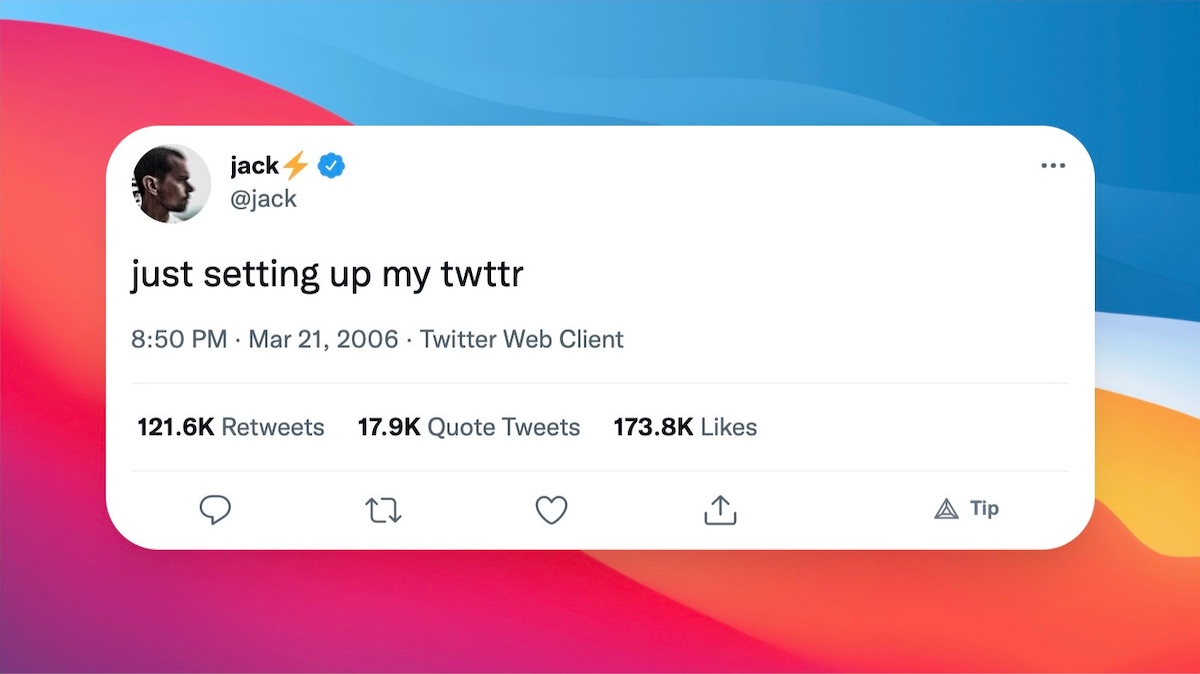 jack⚡
@jack
just setting up my twttr
8:50 PM · Mar 21, 2006 · Twitter Web Client
121.6K Retweets 17.9K Quote Tweets 173.8K Likes
Tip